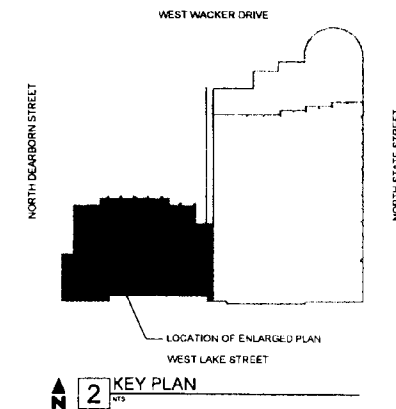 WEST WACKER DRIVE
NORTH DEARBORN STREET
NORTH STATE STREET
LOCATION OF ENLARGED PLAN
WEST LAKE STREET
N
2
KEY PLAN
NTS